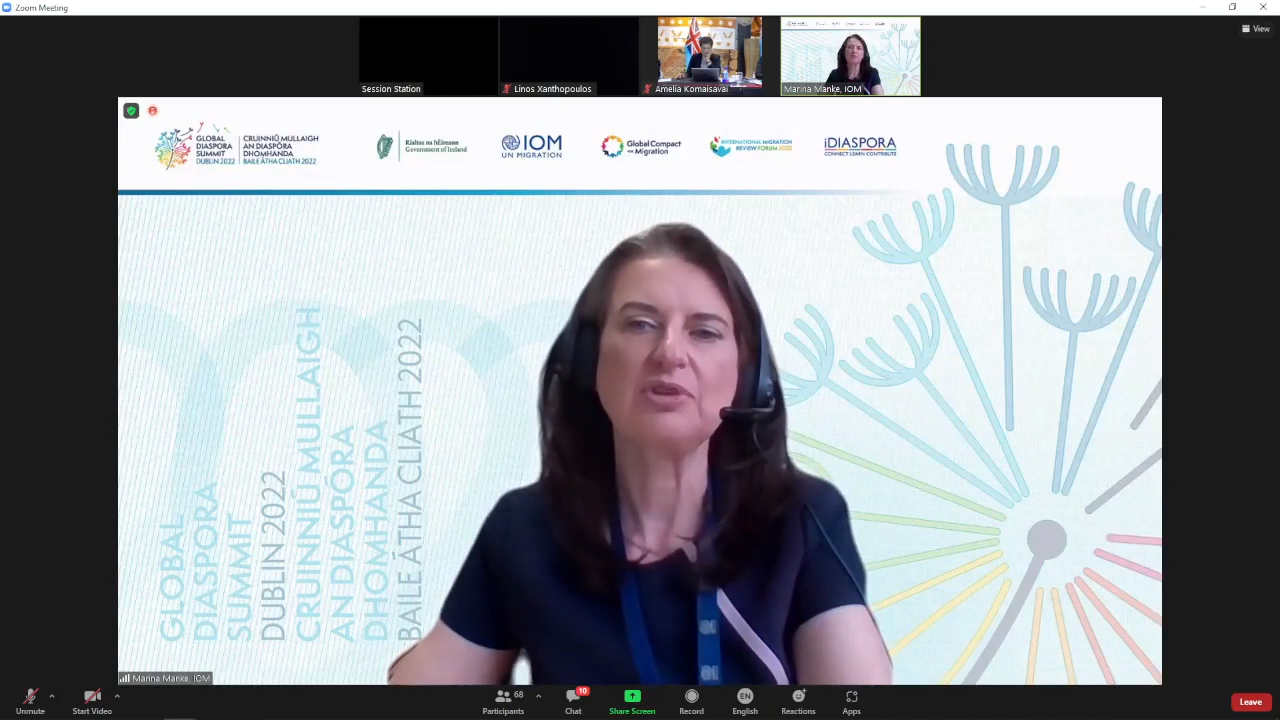 Zoom Meeting
View
Session Station
Linos Xanthopoulos
Amelia Komaisavai
Marina Manke, IOM
GLOBAL
DIASPORA
SUMMIT
DUBLIN 2022
CRUINNIÚ MULLAIGH
AN DIASPÓRA
DHOMHANDA
BAILE ÁTHA CLIATH 2022
Rialtas na hÉireann
Government of Ireland
IOM
UN MIGRATION
Global Compact
FOR Migration
INTERNATIONAL MIGRATION
REVIEW FORUM 2022
iDIASPORA
CONNECT LEARN CONTRIBUTE
GLOBAL
DIASPORA
SUMMIT
DUBLIN 2022
CRUINNIÚ MULLAIGH
AN DIASPÓRA
DHOMHANDA
BAILE ÁTHA CLIATH 2022
Marina Manke, IOM
Unmute
Start Video
68
Participants
10
Chat
Share Screen
Record
EN
English
Reactions
Apps
Leave